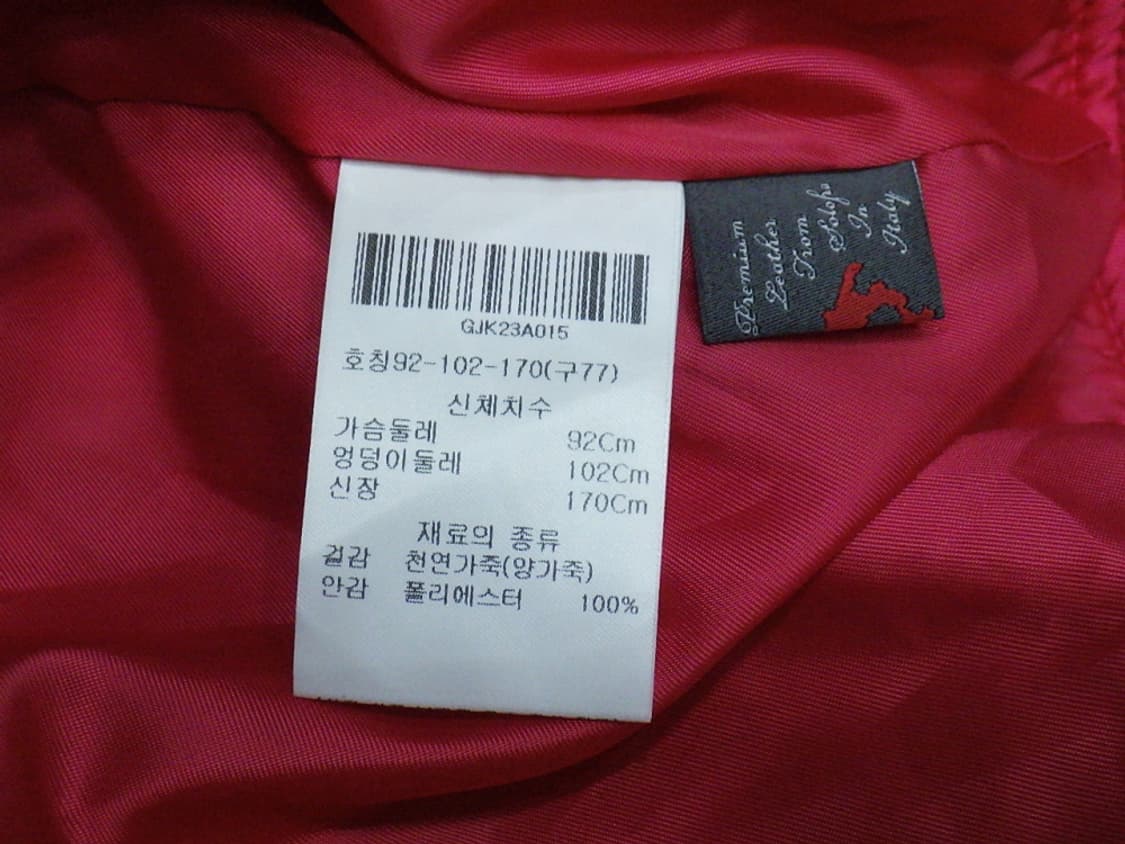 GJK23A015
호칭92-102-170(구77)
신체치수
가슴둘레 92Cm
엉덩이둘레 102Cm
신장 170Cm
재료의 종류
겉감 천연가죽(양가죽)
안감 폴리에스터 100%
Premium
Leather
From
Solofra
In
Italy